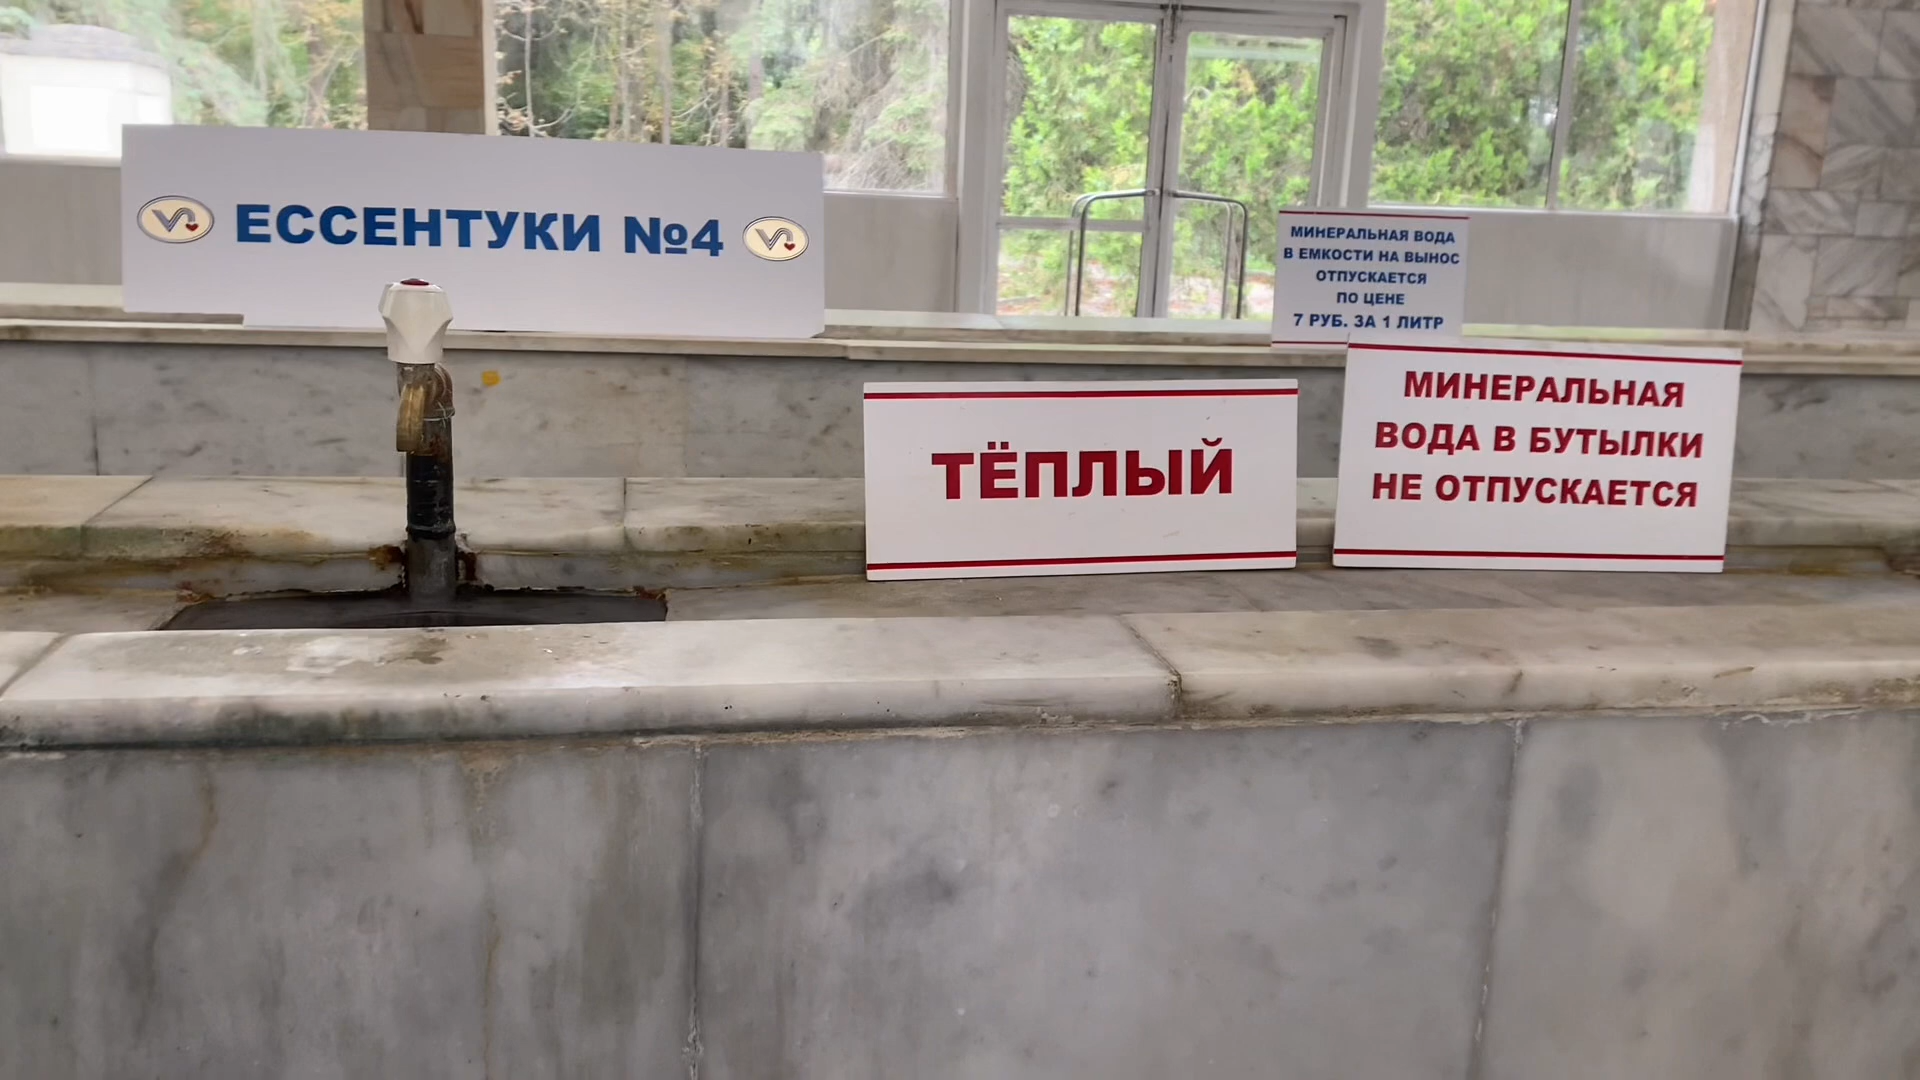 ЕССЕНТУКИ №4
МИНЕРАЛЬНАЯ ВОДА
В ЕМКОСТИ НА ВЫНОС
ОТПУСКАЕТСЯ
ПО ЦЕНЕ
7 РУБ. ЗА 1 ЛИТР
ТЁПЛЫЙ
МИНЕРАЛЬНАЯ
ВОДА В БУТЫЛКИ
НЕ ОТПУСКАЕТСЯ